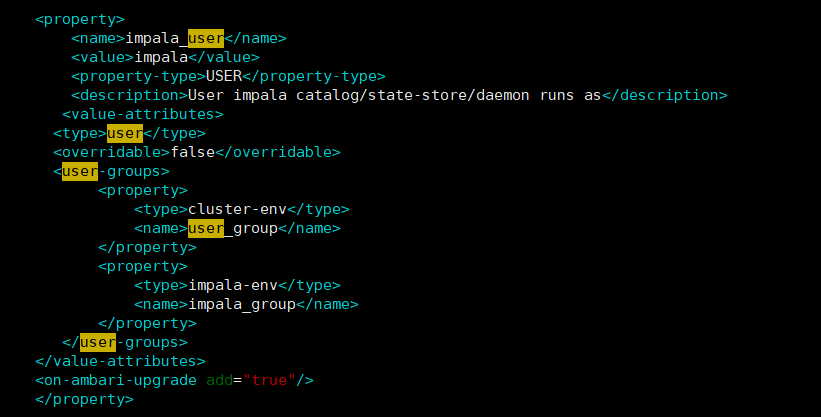 <property>
<name>impala_user</name>
<value>impala</value>
<property-type>USER</property-type>
<description>User impala catalog/state-store/daemon runs as</description>
<value-attributes>
<type>user</type>
<overridable>false</overridable>
<user-groups>
<property>
<type>cluster-env</type>
<name>user_group</name>
</property>
<property>
<type>impala-env</type>
<name>impala_group</name>
</property>
</user-groups>
</value-attributes>
<on-ambari-upgrade add="true"/>
</property>